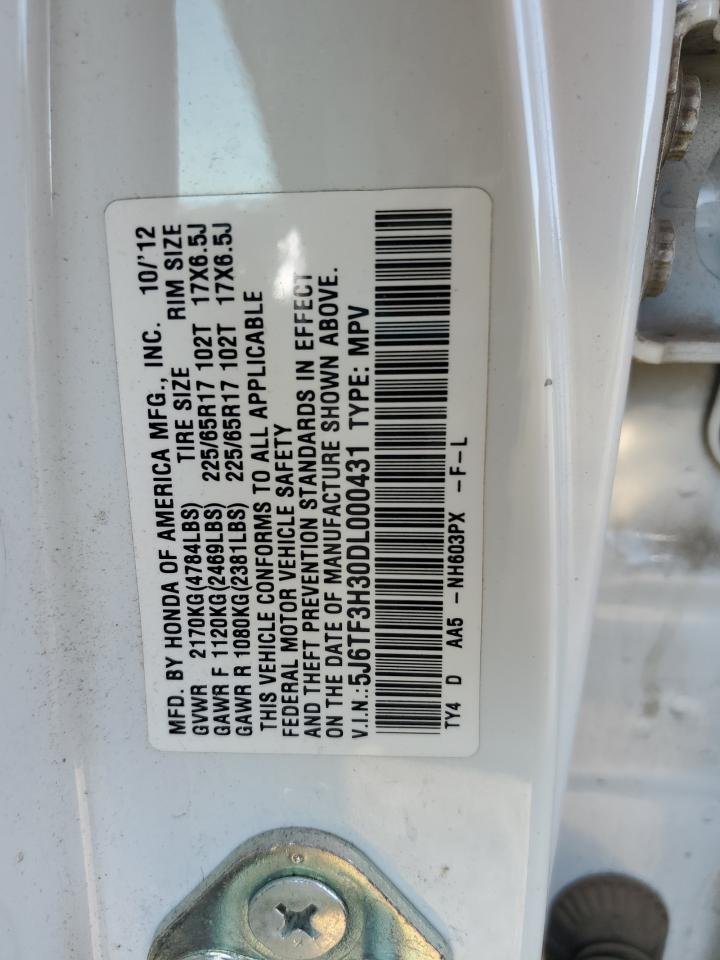 MFD. BY HONDA OF AMERICA MFG., INC. 10/'12
GVWR 2170KG(4784LBS) TIRE SIZE RIM SIZE
GAWR F 1120KG(2469LBS) 225/65R17 102T 17X6.5J
GAWR R 1080KG(2381LBS) 225/65R17 102T 17X6.5J
THIS VEHICLE CONFORMS TO ALL APPLICABLE
FEDERAL MOTOR VEHICLE SAFETY
AND THEFT PREVENTION STANDARDS IN EFFECT
ON THE DATE OF MANUFACTURE SHOWN ABOVE.
V.I.N.:5J6TF3H30DL000431 TYPE: MPV
TY4 D AA5 -NH603PX -F-L